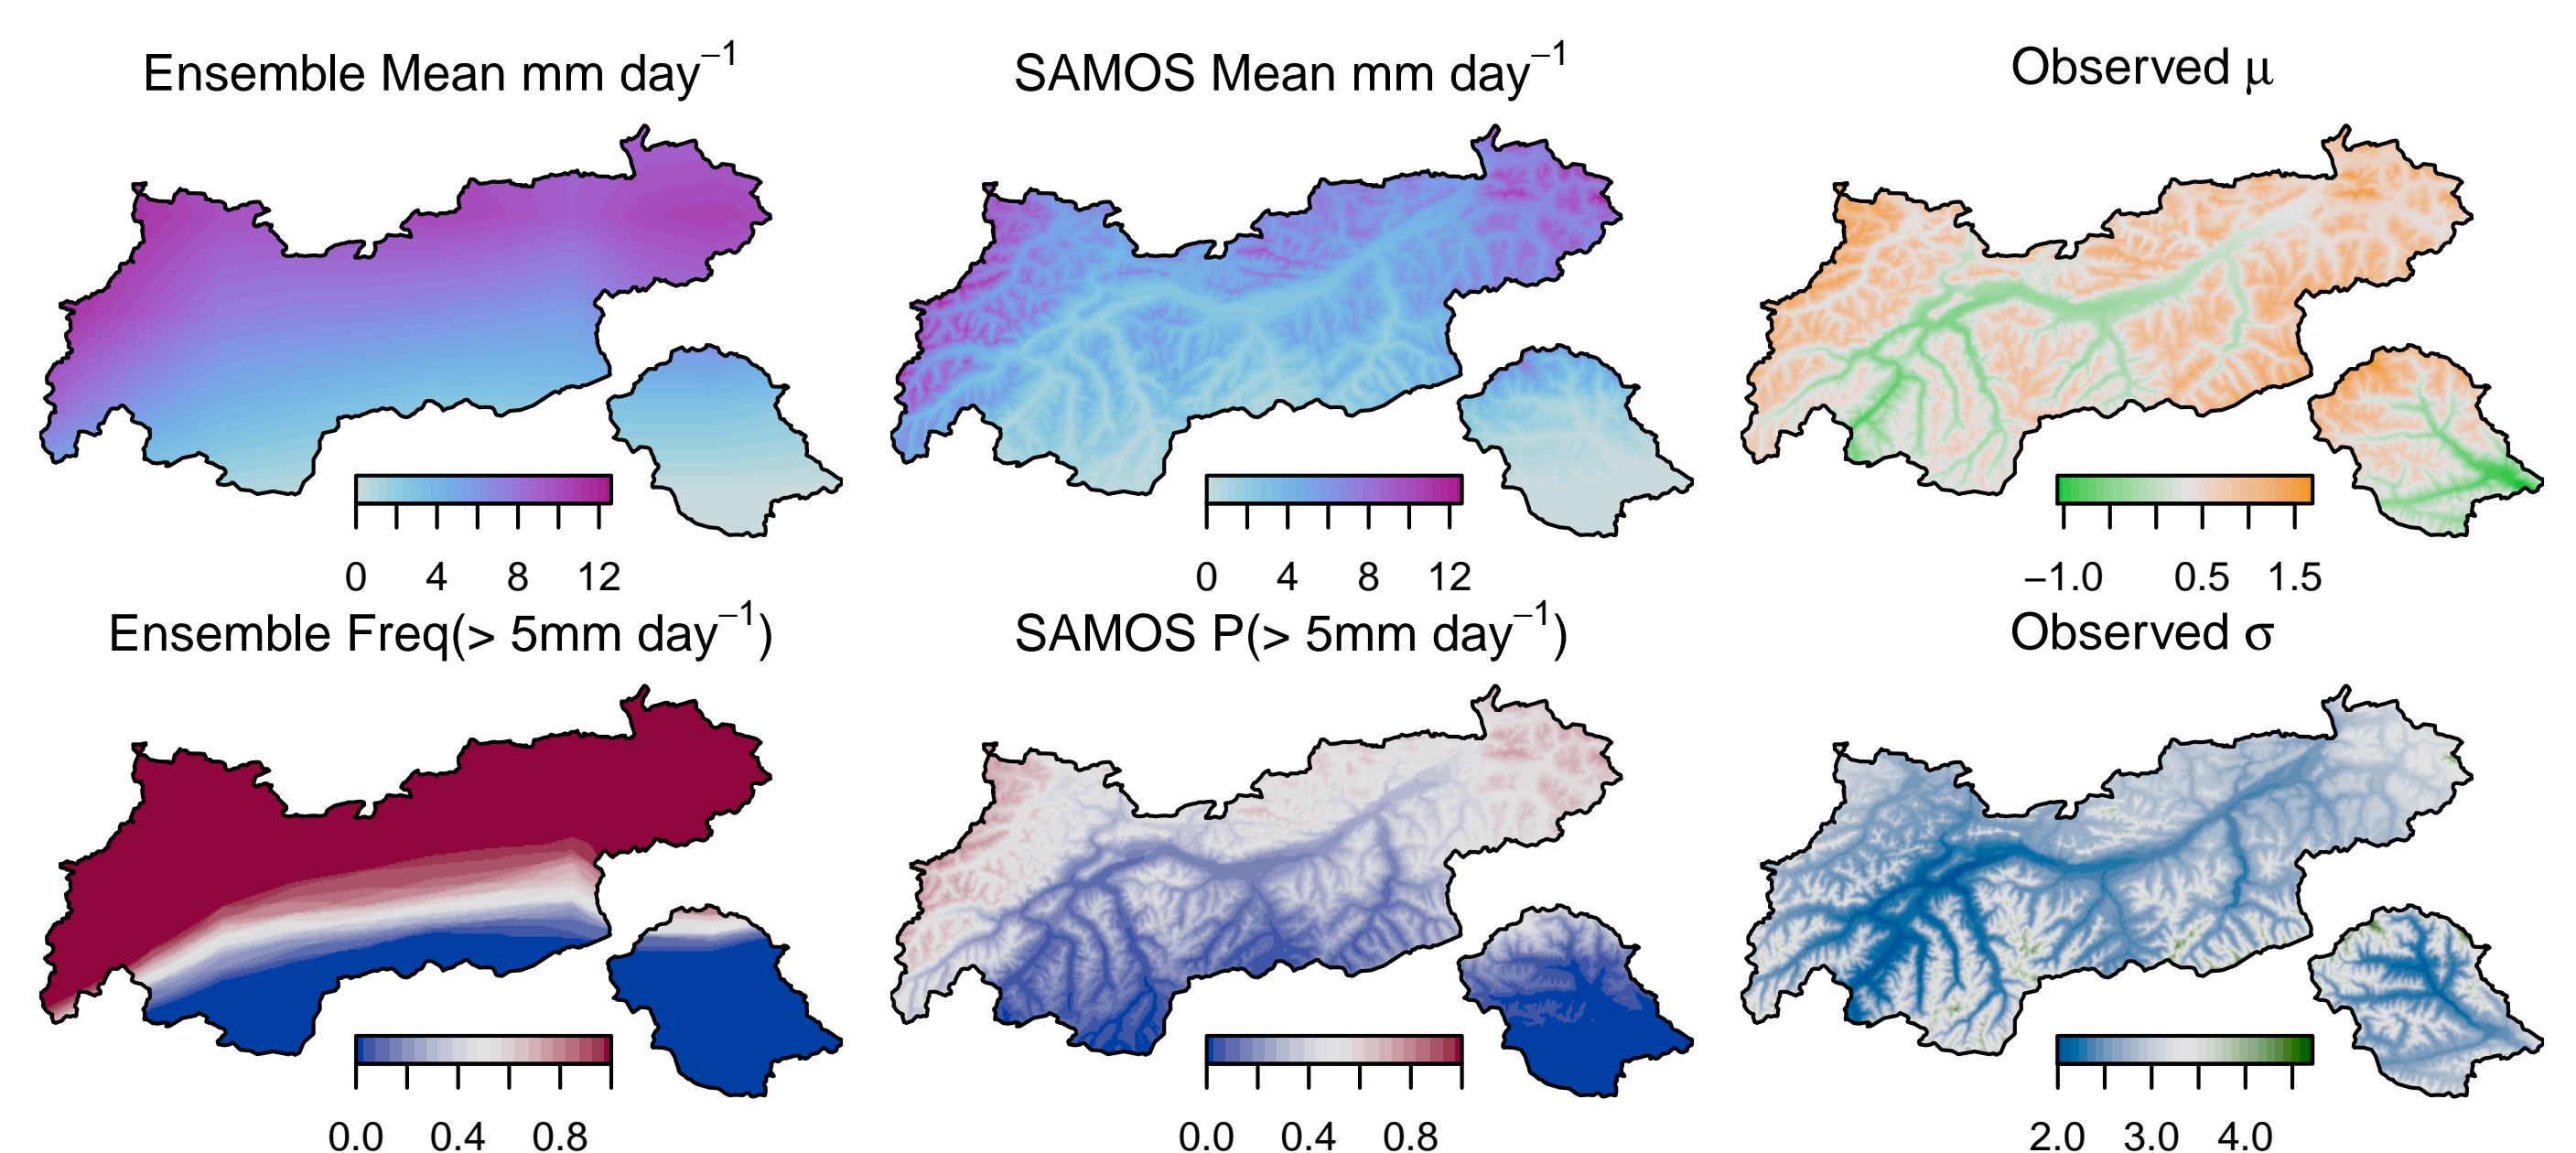 Ensemble Mean mm day⁻¹
SAMOS Mean mm day⁻¹
Observed μ
0 4 8 12
0 4 8 12
−1.0 0.5 1.5
Ensemble Freq(> 5mm day⁻¹)
SAMOS P(> 5mm day⁻¹)
Observed σ
0.0 0.4 0.8
0.0 0.4 0.8
2.0 3.0 4.0